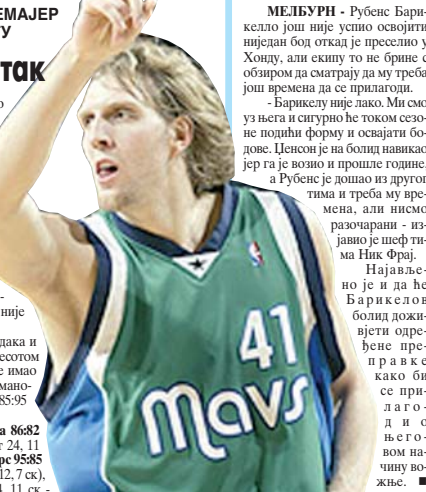 ЕМАЈЕР
ТУ
так
није
дака и
есотом
е имао
мано-
85:95
а 86:82
г 24, 11
рс 95:85
12, 7 ск),
4, 11 ск -
41
mavs
МЕЛБУРН - Рубенс Бари-
келло још није успио освојити
ниједан бод откад је преселио у
Хонду, али екипу то не брине с
обзиром да сматрају да му треба
још времена да се прилагоди.
- Барикелу није лако. Ми смо
уз њега и сигурно ће током сезо-
не подићи форму и освајати бо-
дове. Џенсон је на болид навикао
јер га је возио и прошле године,
а Рубенс је дошао из другог
тима и треба му вре-
мена, али нисмо
разочарани - из-
јавио је шеф ти-
ма Ник Фрај.
Најавље-
но је и да ће
Барикелов
болид дожи-
вјети одре-
ђене пре-
правке
како би
се при-
лаго-
дио
њего-
вом на-
чину во-
жње.